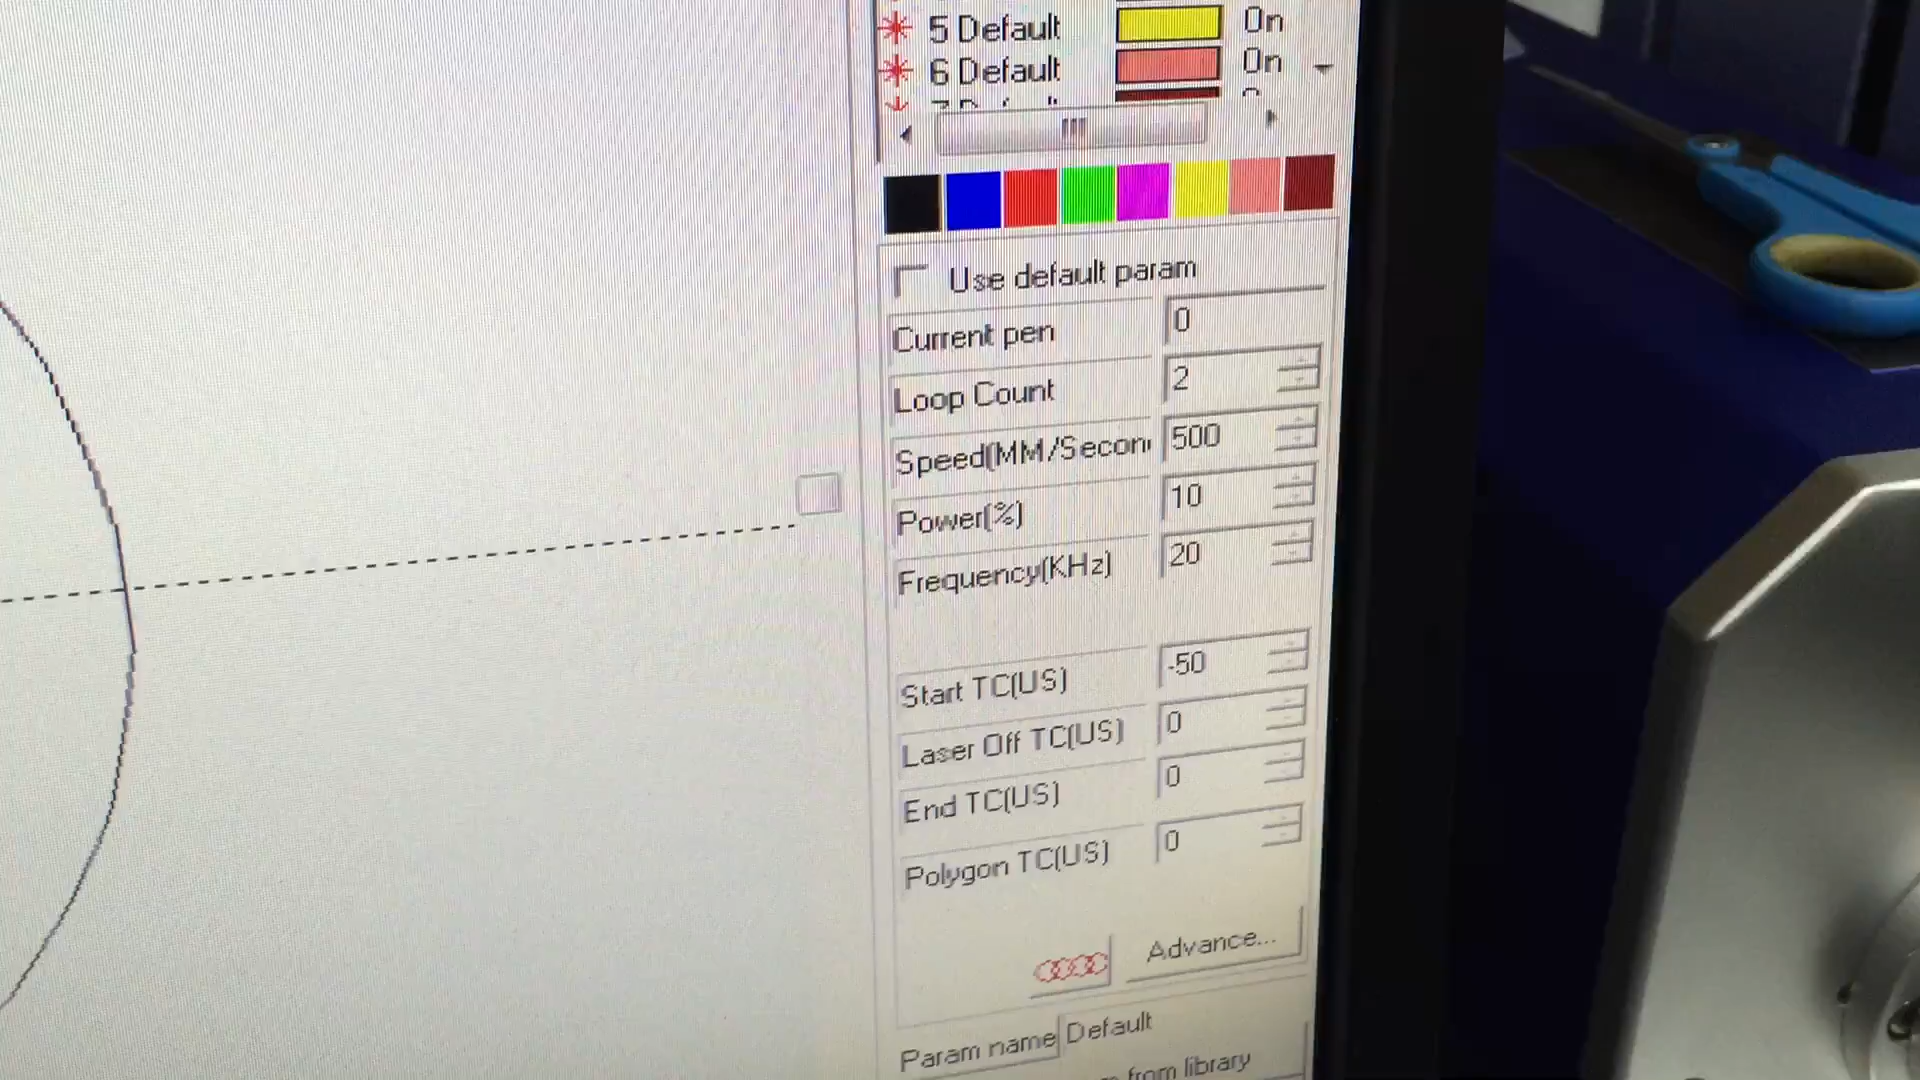 5 Default On
6 Default On
Use default param
Current pen 0
Loop Count 2
Speed(MM/Secon 500
Power(%) 10
Frequency(KHz) 20
Start TC(US) -50
Laser Off TC(US) 0
End TC(US) 0
Polygon TC(US) 0
Advance...
Param name Default
from library